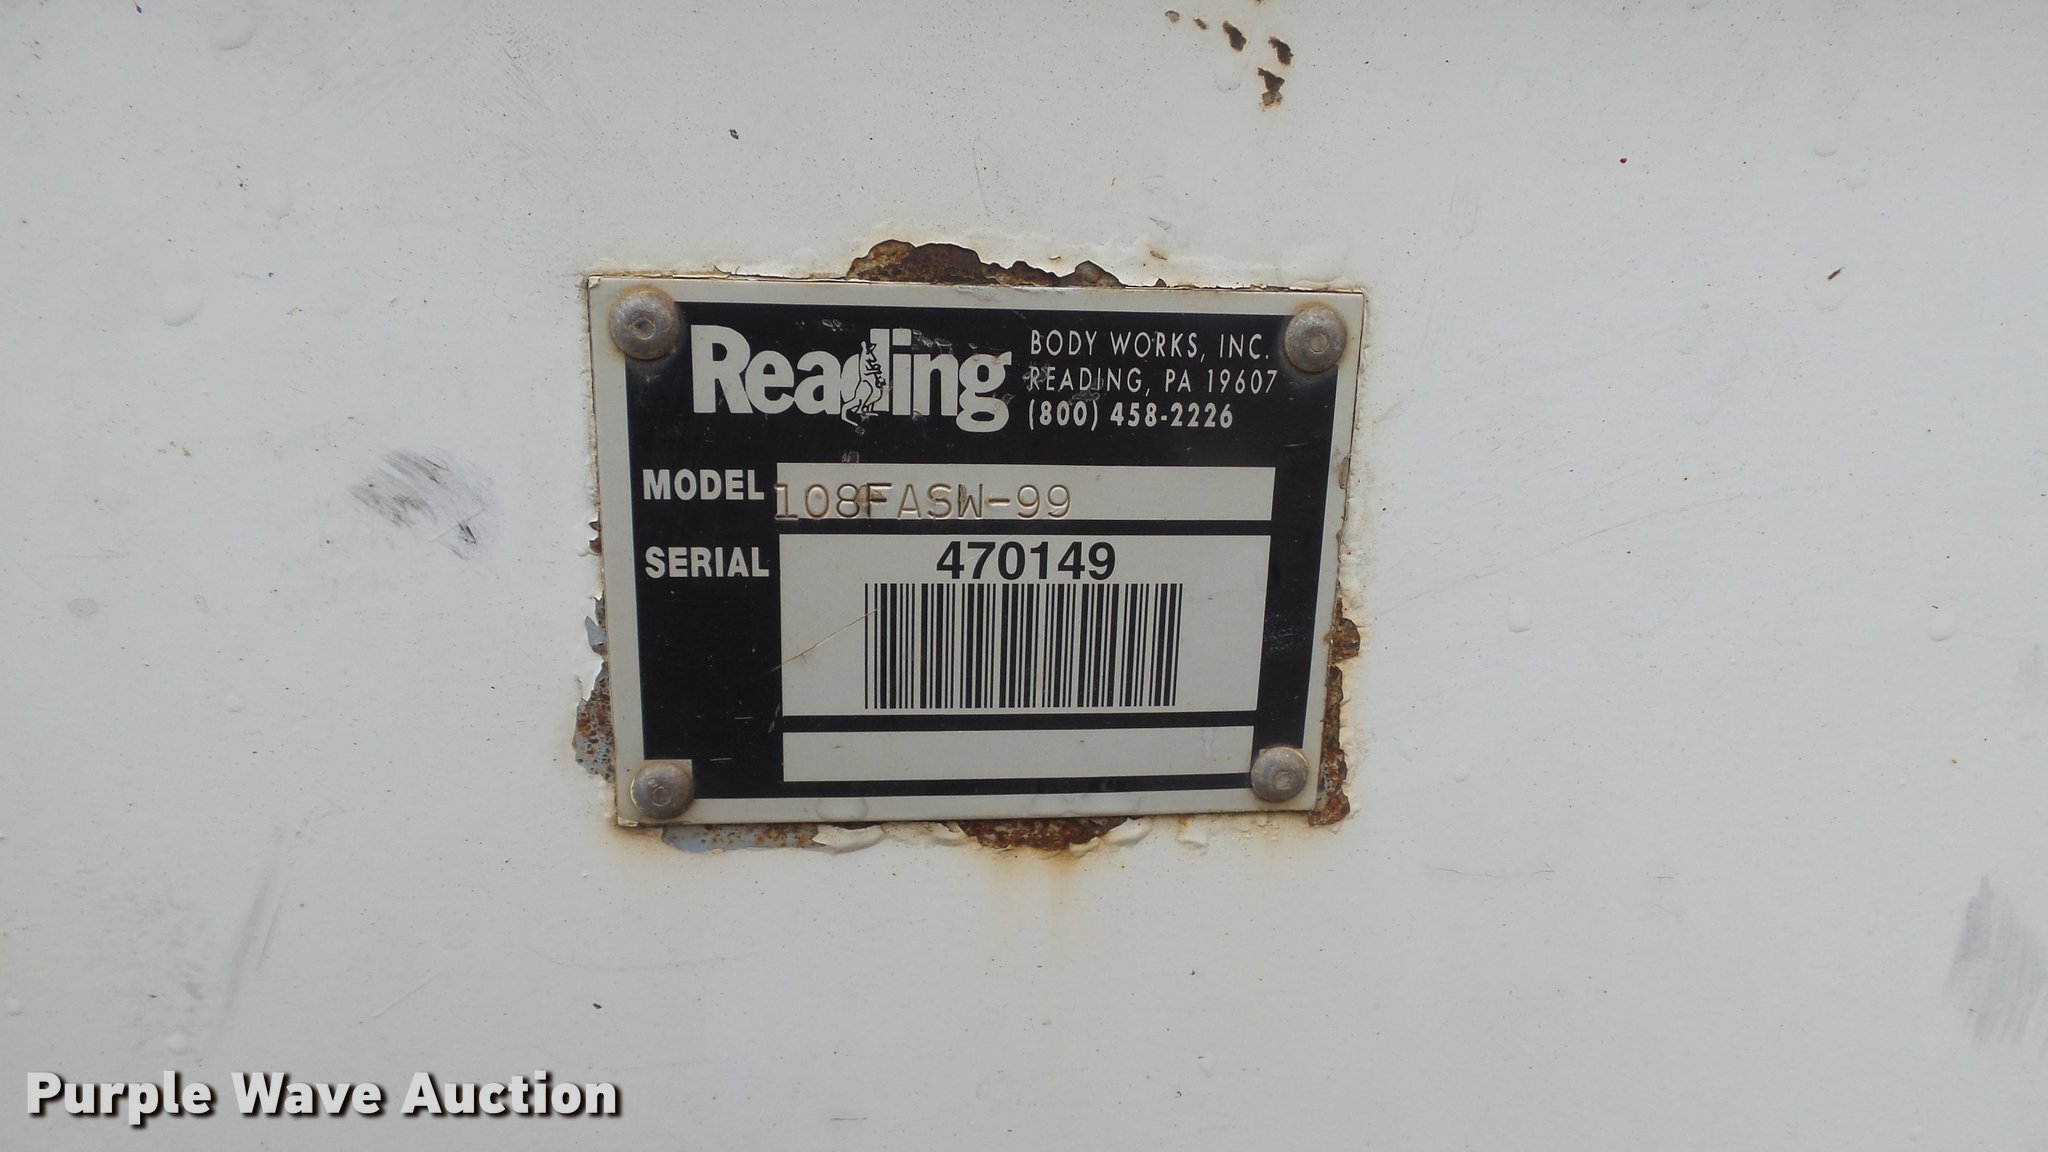 Reading
BODY WORKS, INC.
READING, PA 19607
(800) 458-2226
MODEL 108FASW-99
SERIAL 470149
Purple Wave Auction